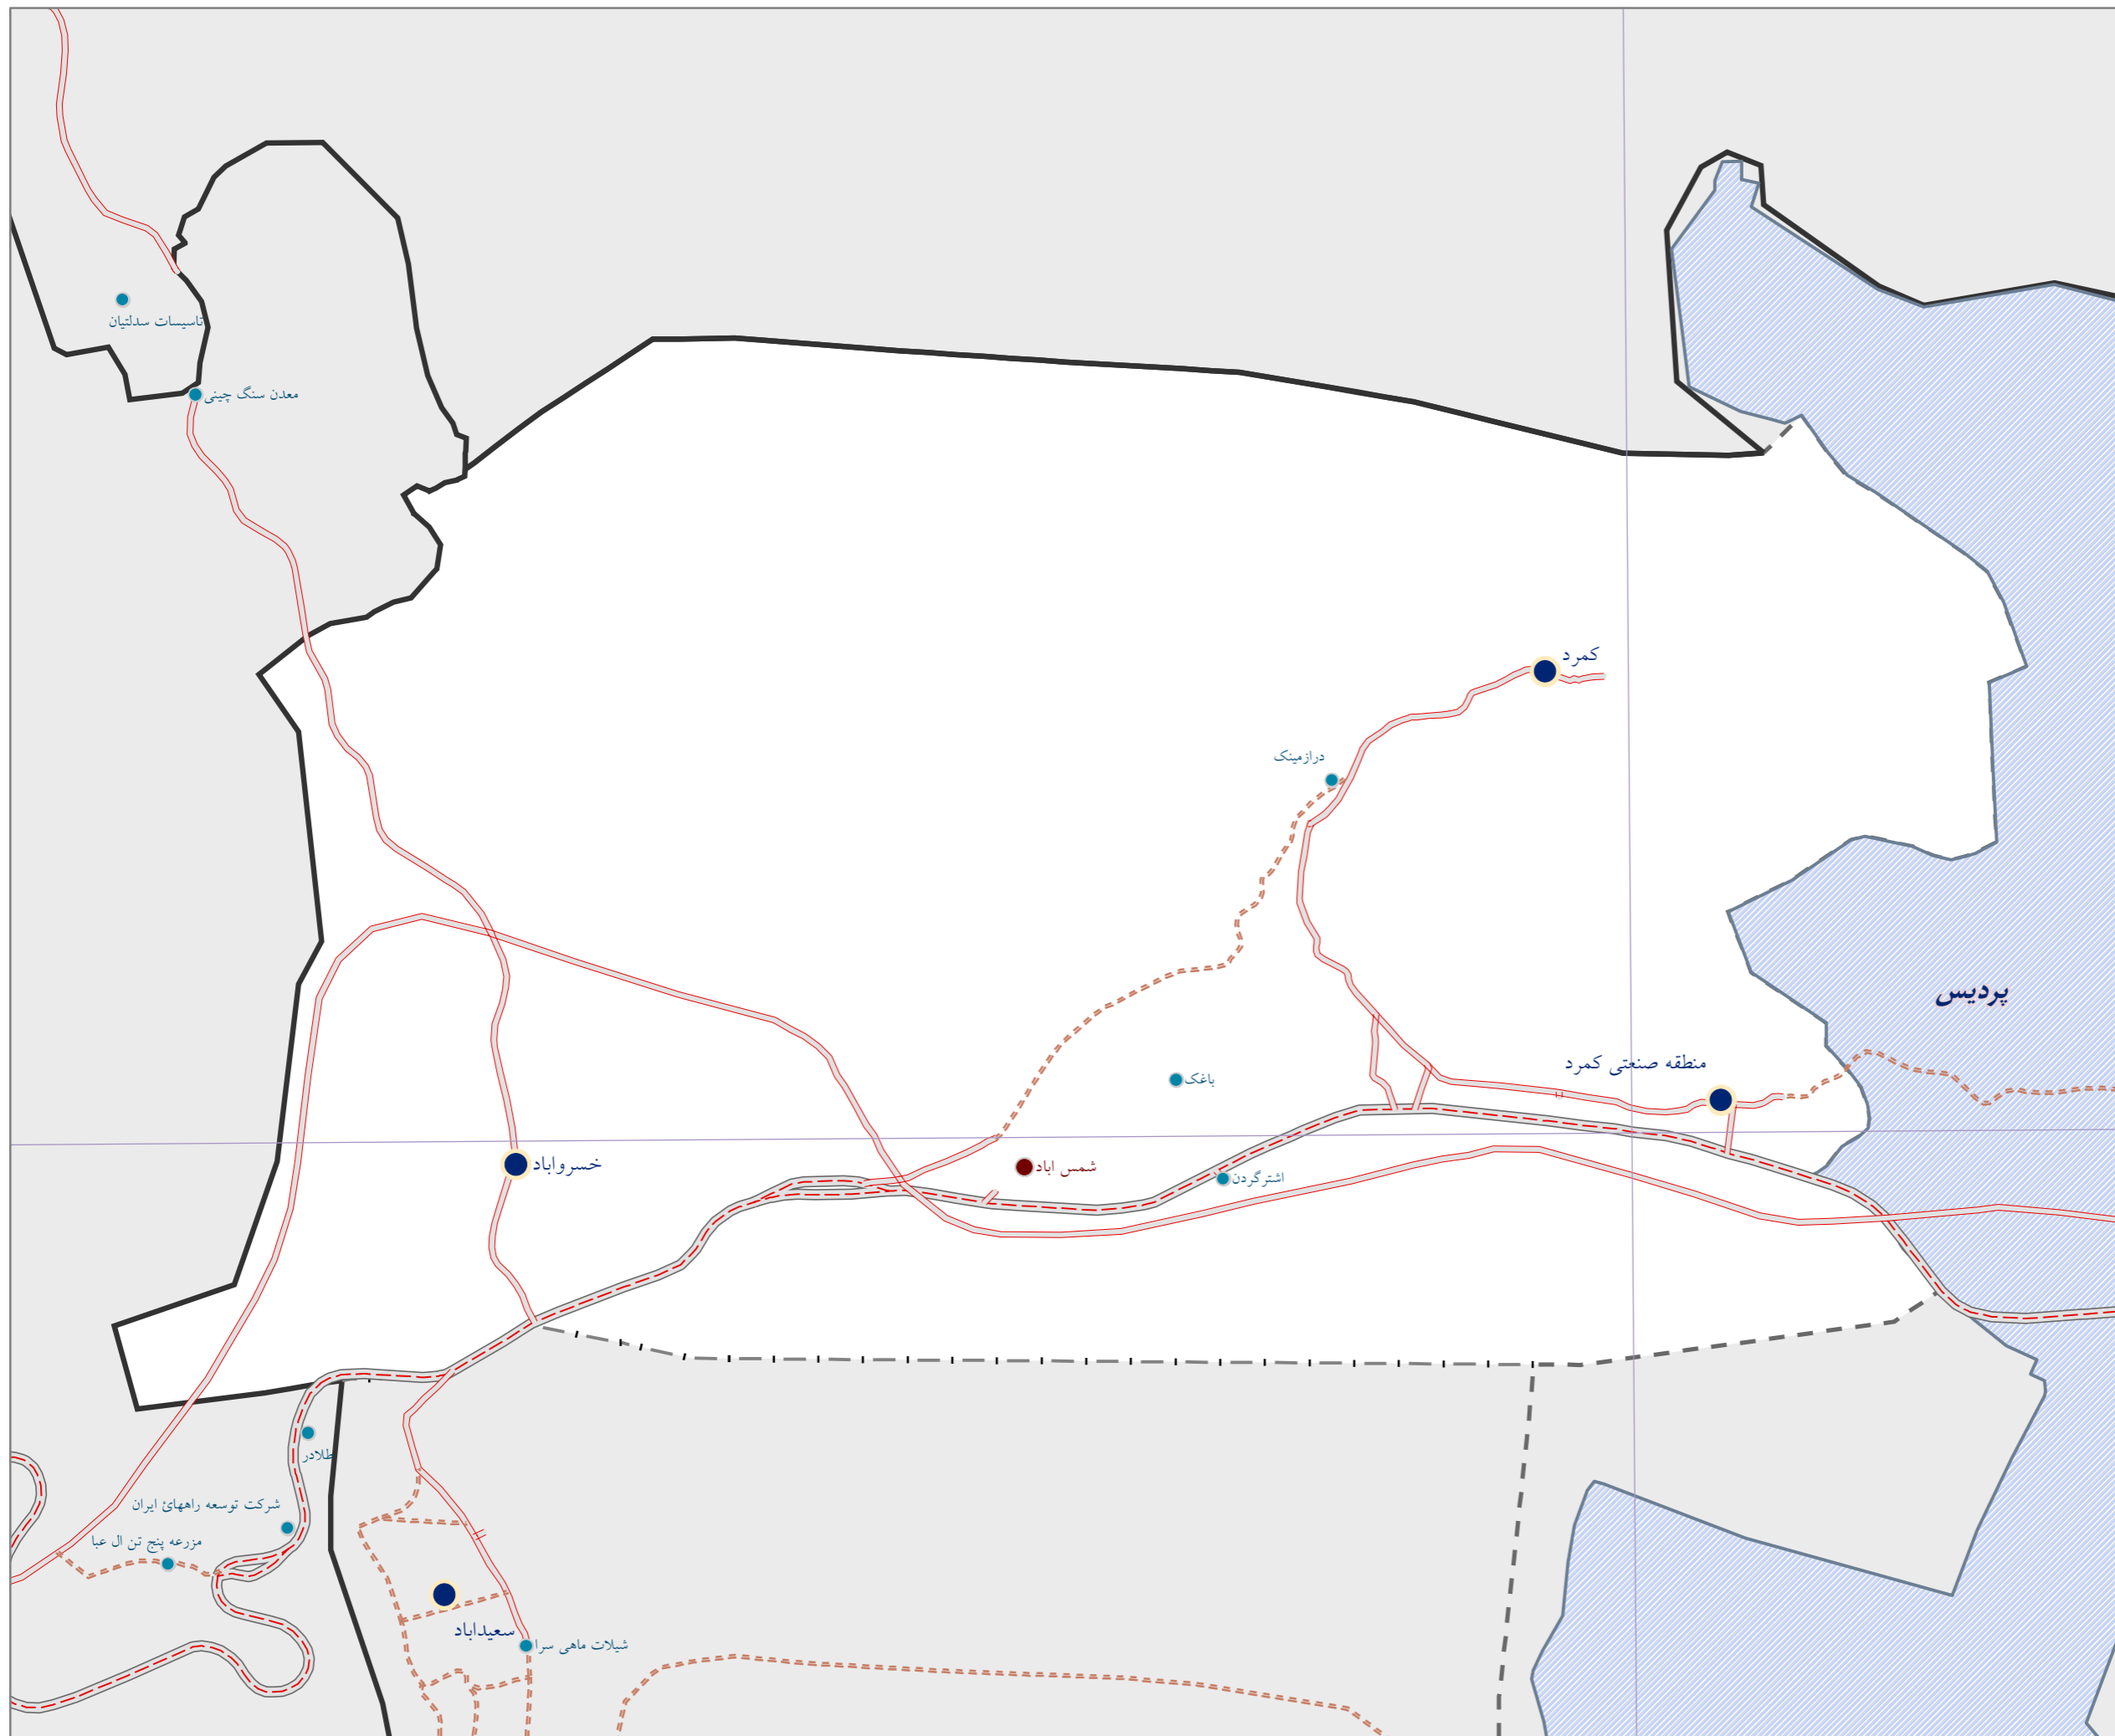 تاسیسات سدلتیان
معدن سنگ چینی
کمرد
درازمینک
پردیس
منطقه صنعتی کمرد
باغک
خسرواباد
شمس اباد
اشترگردن
طلادر
شرکت توسعه راههائ ایران
مزرعه پنج تن ال عبا
سعیداباد
شیلات ماهی سرا